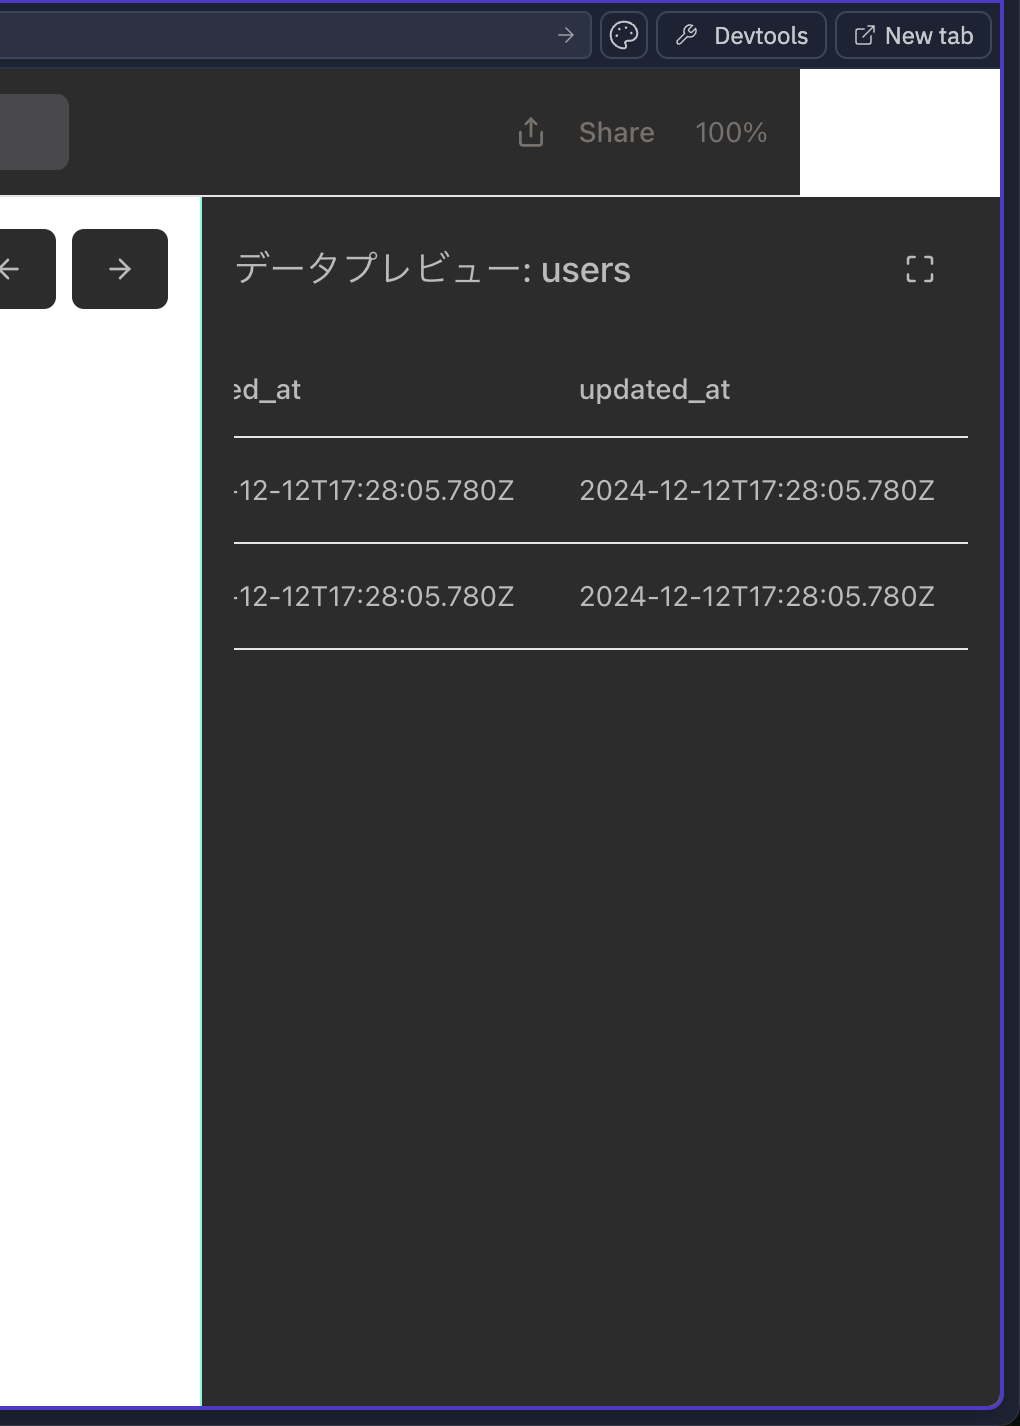 Devtools
New tab
Share 100%
データプレビュー: users
ed_at updated_at
-12-12T17:28:05.780Z 2024-12-12T17:28:05.780Z
-12-12T17:28:05.780Z 2024-12-12T17:28:05.780Z